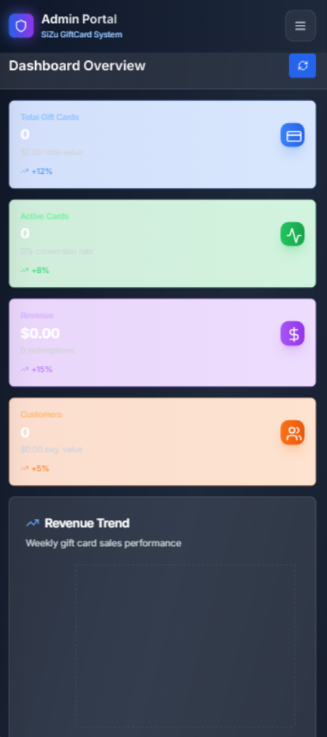 Admin Portal
SiZu GiftCard System
Dashboard Overview
Total Gift Cards
0
$0.00 total value
+12%
Active Cards
0
0% conversion rate
+8%
Revenue
$0.00
0 redemptions
+15%
Customers
0
$0.00 avg. value
+5%
Revenue Trend
Weekly gift card sales performance